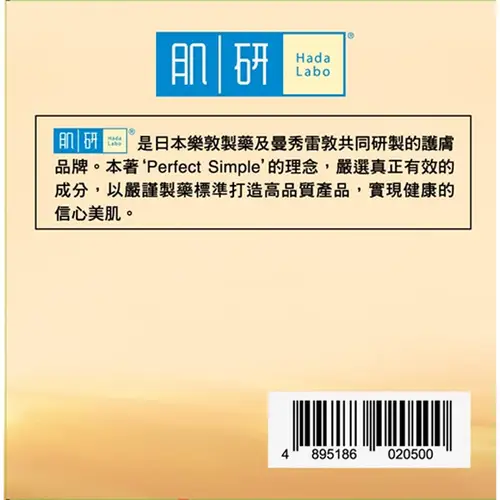 肌研 Hada Labo®
肌研 Hada Labo® 是日本樂敦製藥及曼秀雷敦共同研製的護膚
品牌。本著‘Perfect Simple’的理念，嚴選真正有效的
成分，以嚴謹製藥標準打造高品質產品，實現健康的
信心美肌。
4 895186 020500